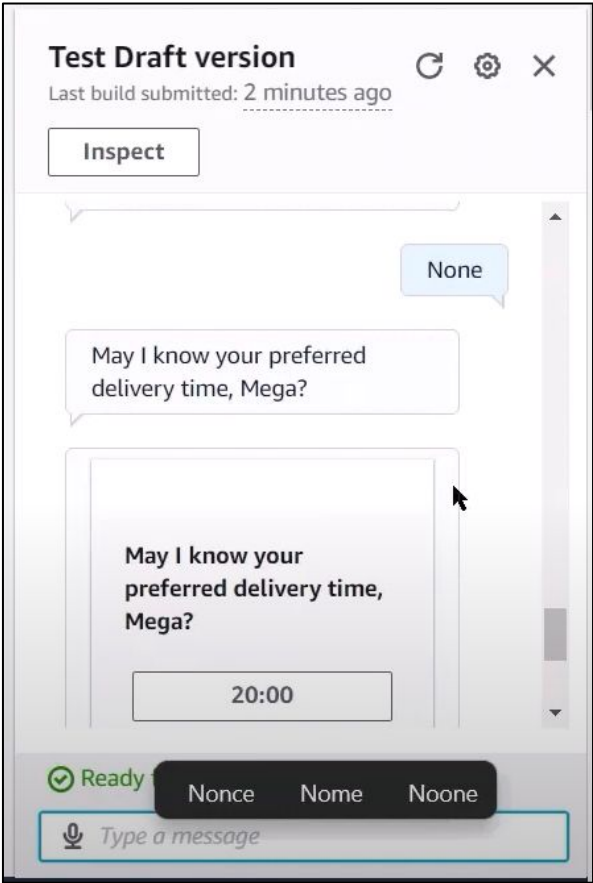 Test Draft version
Last build submitted: 2 minutes ago
Inspect
None
May I know your preferred
delivery time, Mega?
May I know your
preferred delivery time,
Mega?
20:00
Ready
Nonce Nome Noone
Type a message